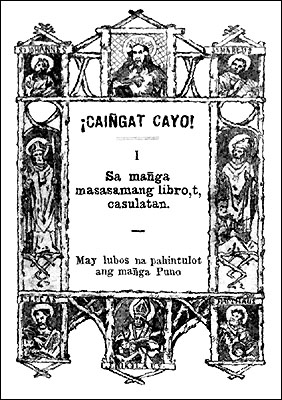 ¡CAIÑGAT CAYO!
I
Sa mañga
masasamang libro,t,
casulatan.
May lubos na pahintulot
ang mañga Puno